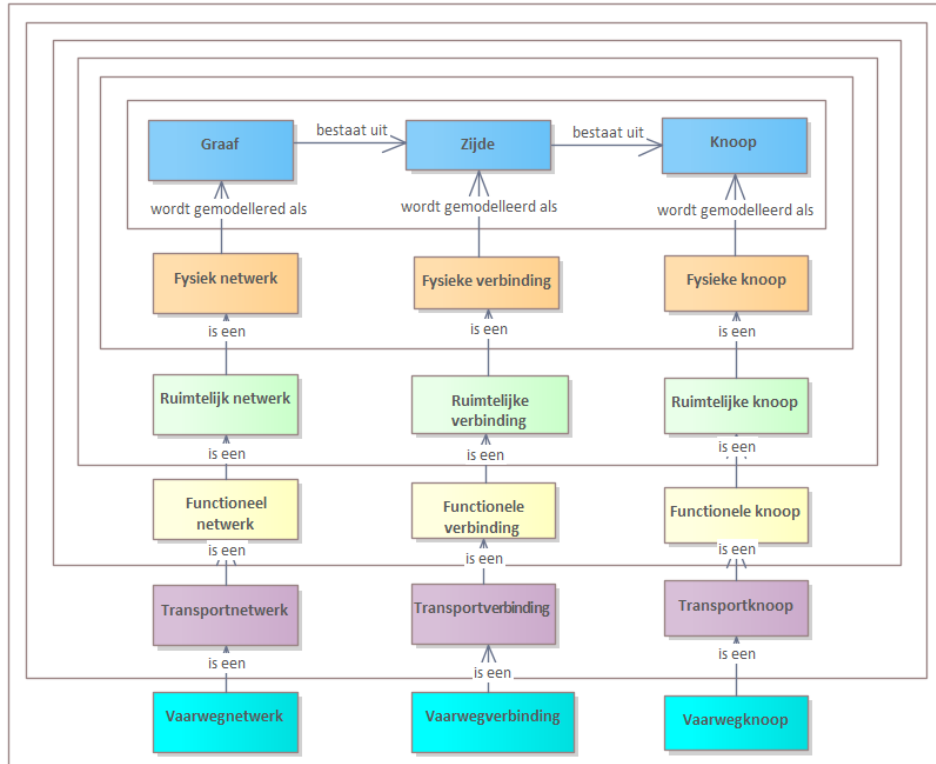 bestaat uit
bestaat uit
Graaf
Zijde
Knoop
wordt gemodellered als
wordt gemodelleerd als
wordt gemodelleerd als
Fysiek netwerk
Fysieke verbinding
Fysieke knoop
is een
is een
is een
Ruimtelijk netwerk
Ruimtelijke
verbinding
Ruimtelijke knoop
is een
is een
is een
Functioneel
netwerk
Functionele
verbinding
Functionele knoop
is een
is een
is een
Transportnetwerk
Transportverbinding
Transportknoop
is een
is een
is een
Vaarwegnetwerk
Vaarwegverbinding
Vaarwegknoop